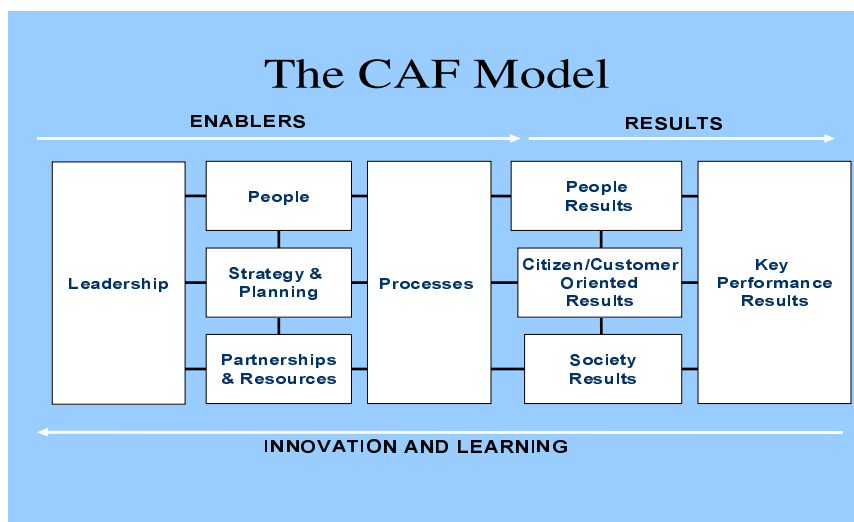 The CAF Model
ENABLERS
RESULTS
Leadership
People
Strategy &
Planning
Partnerships
& Resources
Processes
People
Results
Citizen/Customer
Oriented
Results
Society
Results
Key
Performance
Results
INNOVATION AND LEARNING